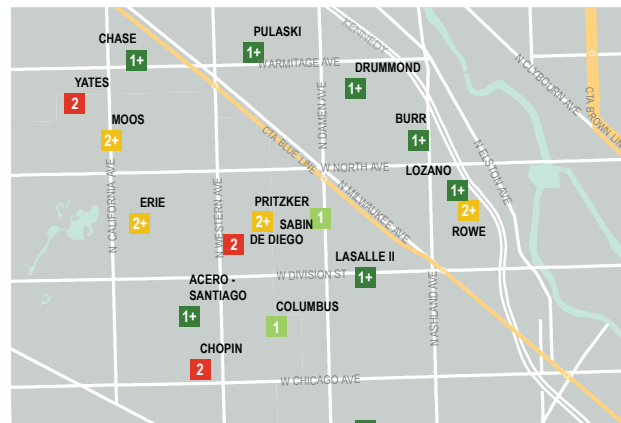 PULASKI
1+
CHASE
1+
W ARMITAGE AVE
KENNEDY
N CLYBOURN AVE
DRUMMOND
1+
YATES
2
CTA BROWN LIN
MOOS
2+
CTA BLUE LINE
N DAMEN AVE
BURR
1+
W NORTH AVE
LOZANO
1+
N ELSTON AVE
N CALIFORNIA AVE
ERIE
2+
N WESTERN AVE
PRITZKER
2+
SABIN
1
N MILWAUKEE AVE
2+
ROWE
2
DE DIEGO
LASALLE II
1+
W DIVISION ST
ACERO -
SANTIAGO
1+
COLUMBUS
1
N ASHLAND AVE
CHOPIN
2
W CHICAGO AVE